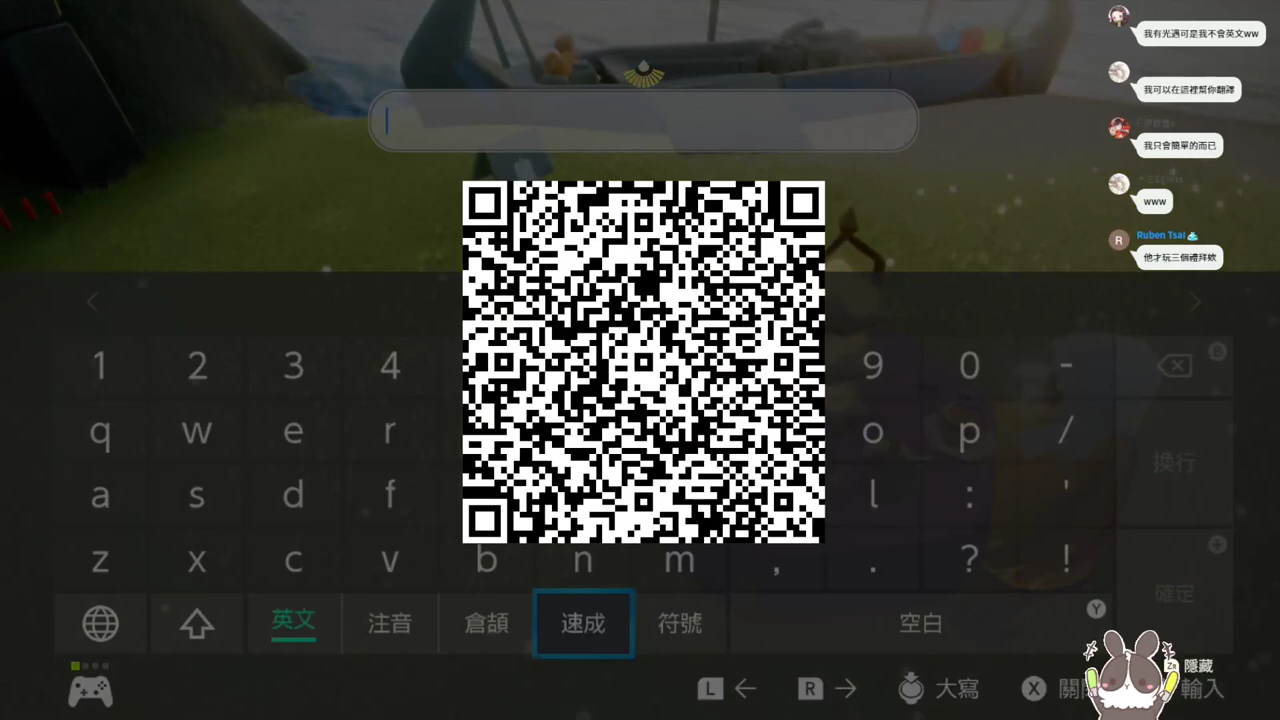 我有光遇可是我不會英文ww
我可以在這裡幫你翻譯
我只會簡單的而已
www
Ruben Tsai
R
他才玩三個禮拜欸
1 2 3 4 9 0 -
B
q w e r o p /
換行
a s d f l : '
z x c v b n m , . ? !
+
確定
英文 注音 倉頡 速成 符號 空白
Y
L R 大寫 X
隱藏
輸入